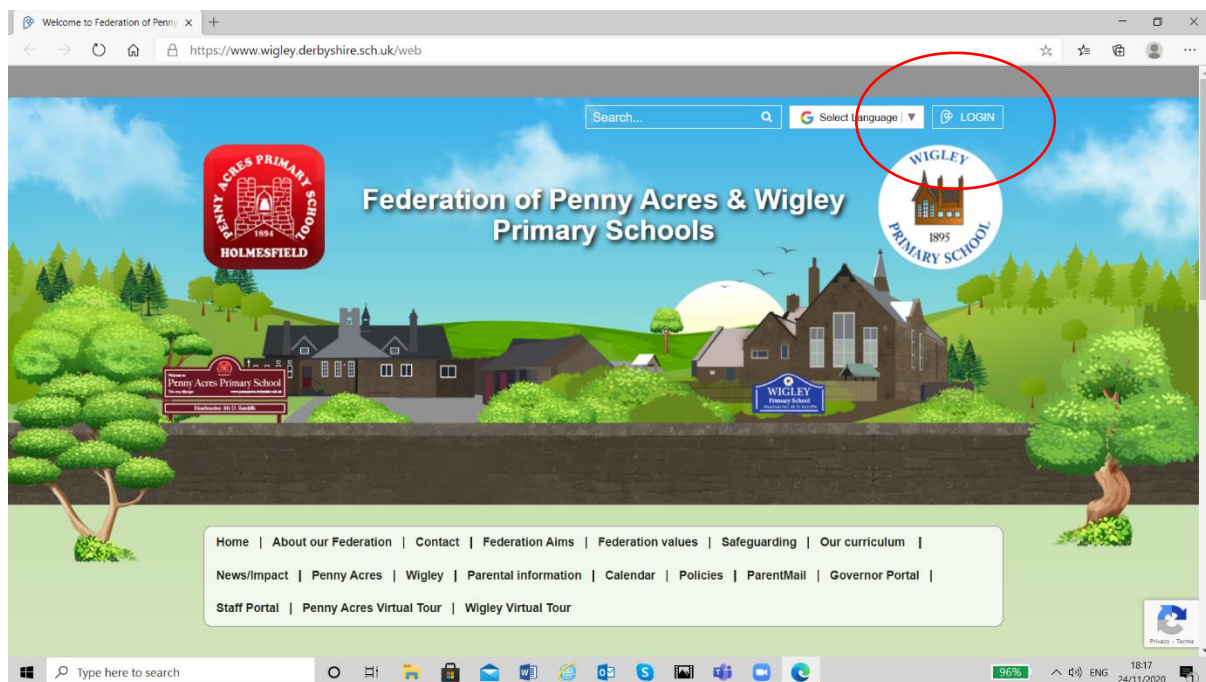 Welcome to Federation of Penny
https://www.wigley.derbyshire.sch.uk/web
Search...
Select Language
LOGIN
PENNY ACRES PRIMARY SCHOOL
1894
HOLMESFIELD
Federation of Penny Acres & Wigley
Primary Schools
WIGLEY
1895
PRIMARY SCHOOL
Penny Acres Primary School
Headteacher: Mr D.
WIGLEY
Primary School
Home | About our Federation | Contact | Federation Aims | Federation values | Safeguarding | Our curriculum |
News/Impact | Penny Acres | Wigley | Parental information | Calendar | Policies | ParentMail | Governor Portal |
Staff Portal | Penny Acres Virtual Tour | Wigley Virtual Tour
Privacy - Terms
Type here to search
96%
ENG
18:17
24/11/2020